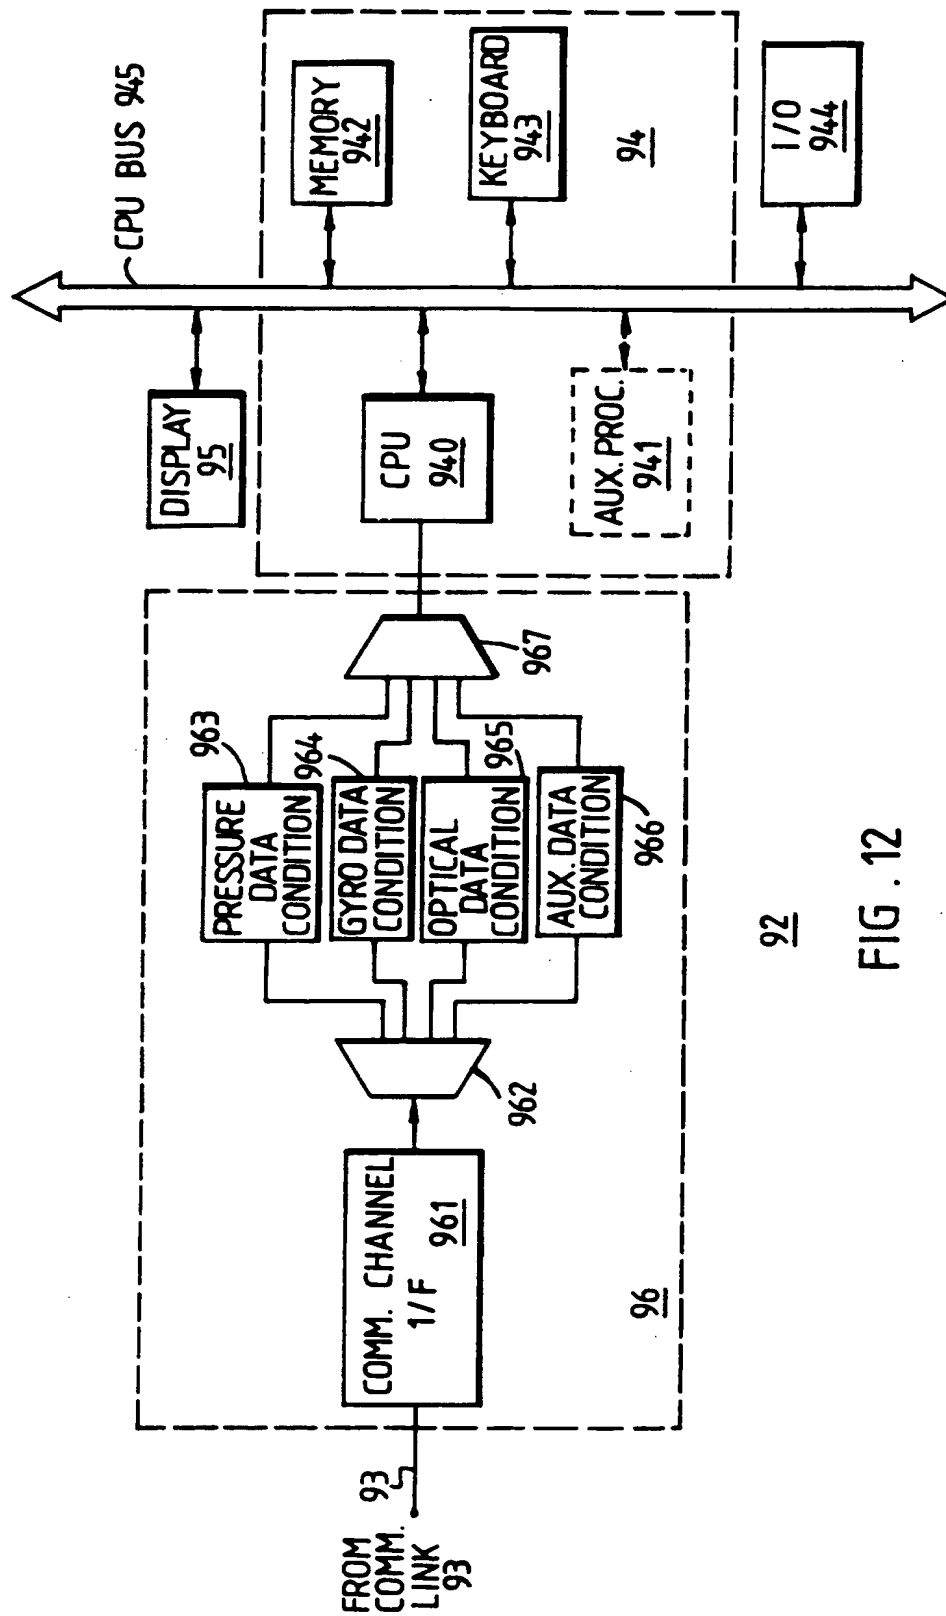 FROM
COMM.
LINK
93
93
COMM. CHANNEL
1/F
961
962
PRESSURE
DATA
CONDITION
963
GYRO DATA
CONDITION
964
OPTICAL
DATA
CONDITION
965
AUX. DATA
CONDITION
966
967
96
DISPLAY
95
CPU
940
AUX. PROC.
941
CPU BUS 945
MEMORY
942
KEYBOARD
943
94
I/O
944
92
FIG. 12